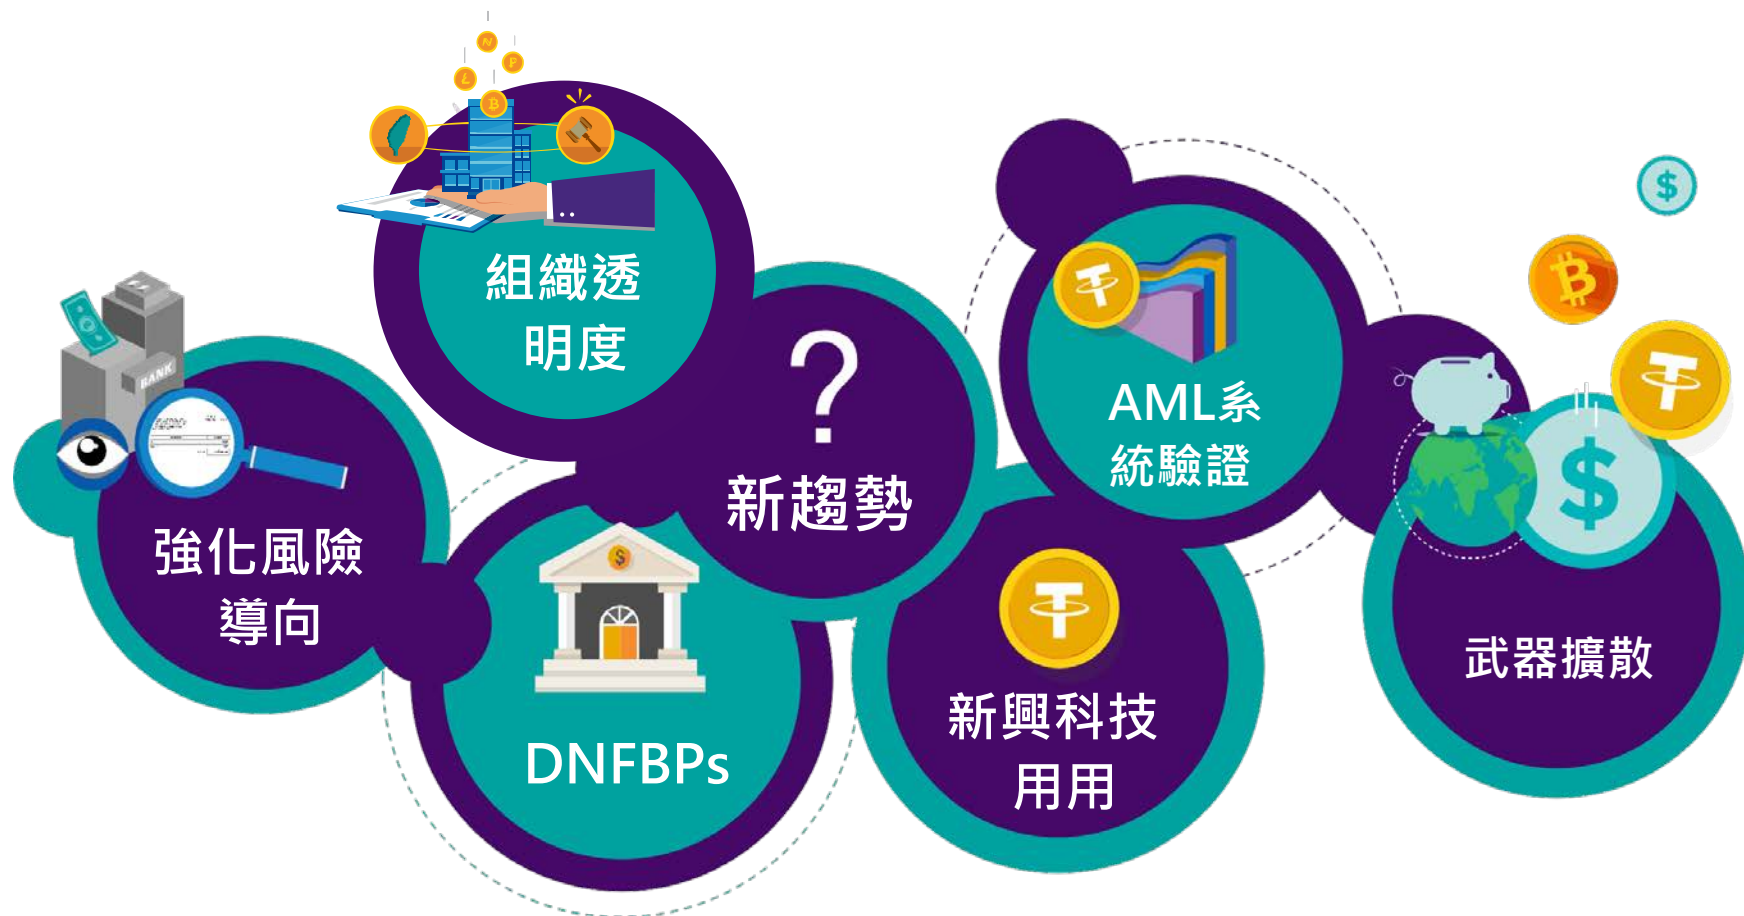 組織透
明度
BANK
強化風險
導向
?
新趨勢
DNFBPs
AML系
統驗證
新興科技
用用
武器擴散